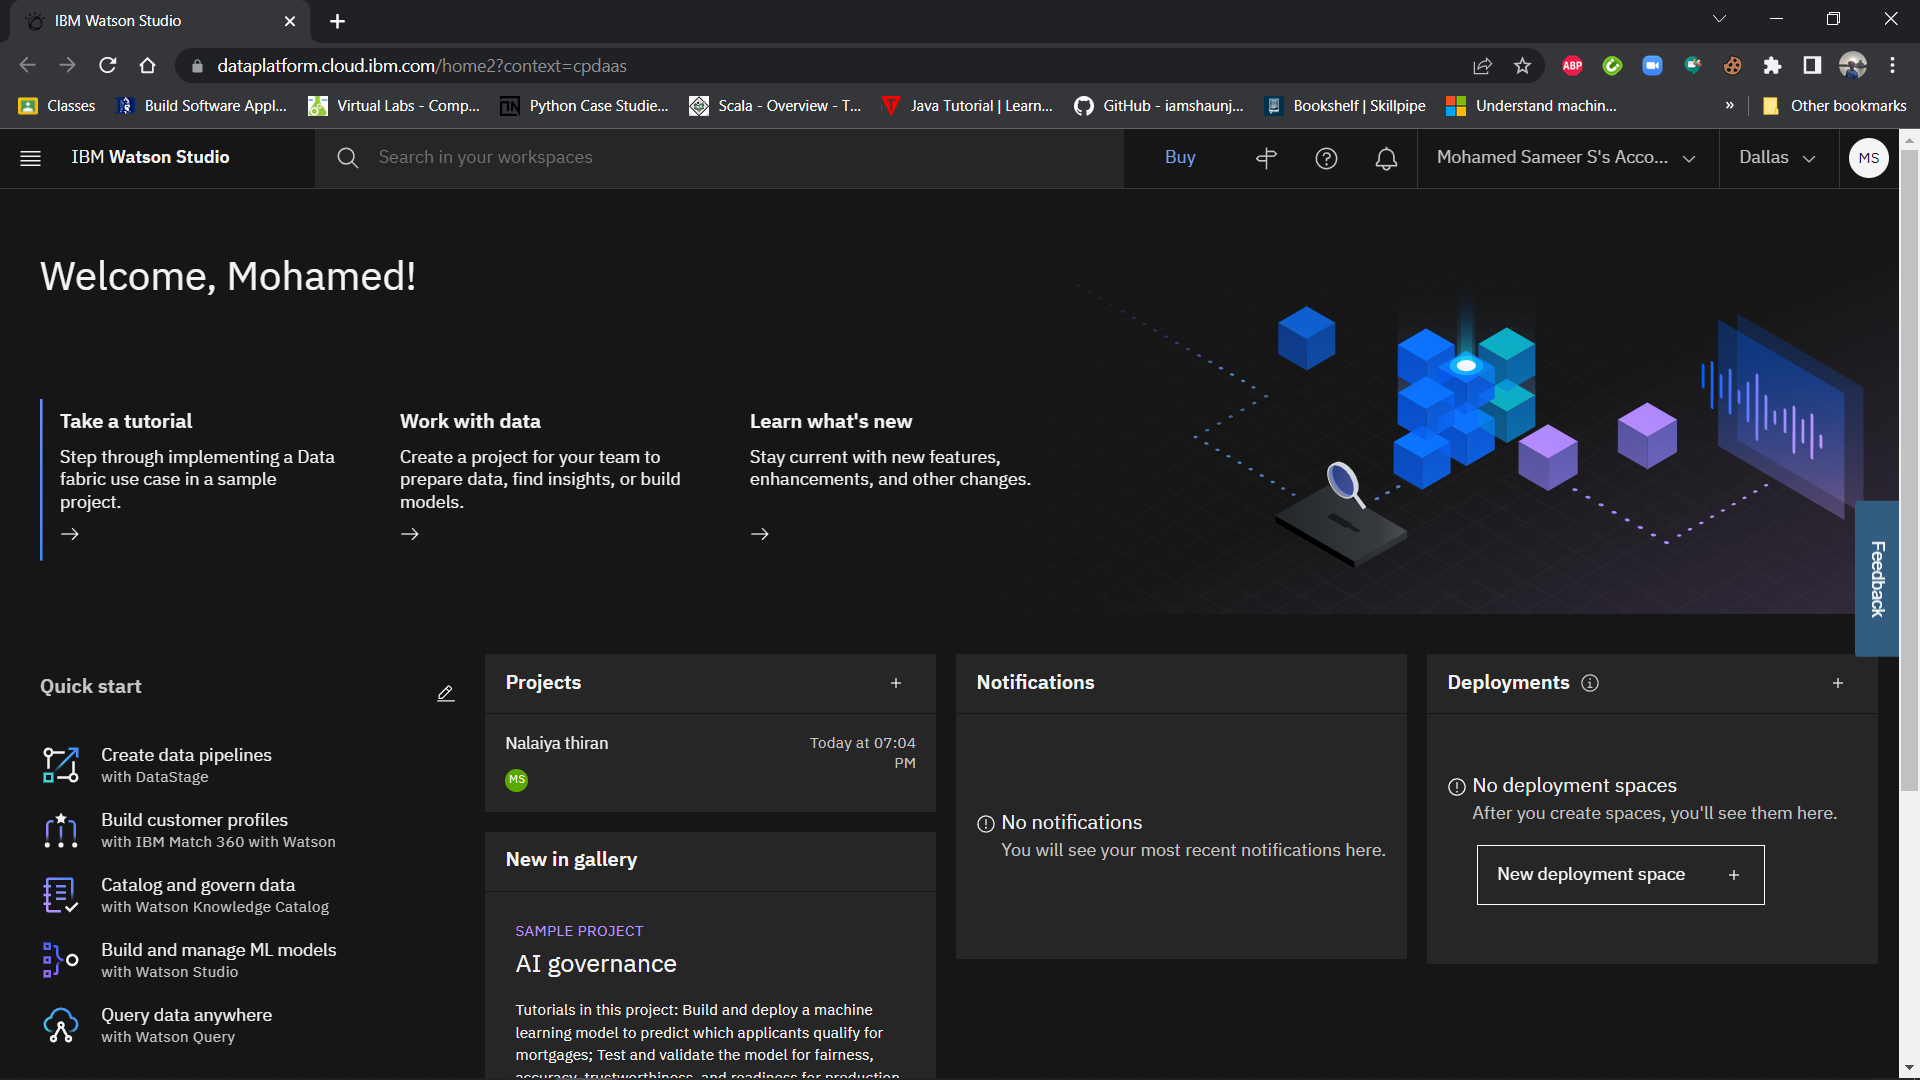 IBM Watson Studio
dataplatform.cloud.ibm.com/home2?context=cpdaas
ABP
Classes
Build Software Appl...
Virtual Labs - Comp...
Python Case Studie...
Scala - Overview - T...
Java Tutorial | Learn...
GitHub - iamshaunj...
Bookshelf | Skillpipe
Understand machin...
»
Other bookmarks
IBM Watson Studio
Search in your workspaces
Buy
Mohamed Sameer S's Acco...
Dallas
MS
Welcome, Mohamed!
Take a tutorial
Step through implementing a Data
fabric use case in a sample
project.
Work with data
Create a project for your team to
prepare data, find insights, or build
models.
Learn what's new
Stay current with new features,
enhancements, and other changes.
Feedback
Quick start
Create data pipelines
with DataStage
Build customer profiles
with IBM Match 360 with Watson
Catalog and govern data
with Watson Knowledge Catalog
Build and manage ML models
with Watson Studio
Query data anywhere
with Watson Query
Projects
Nalaiya thiran
Today at 07:04
PM
MS
New in gallery
SAMPLE PROJECT
AI governance
Tutorials in this project: Build and deploy a machine
learning model to predict which applicants qualify for
mortgages; Test and validate the model for fairness,
accuracy, trustworthiness, and readiness for production
Notifications
No notifications
You will see your most recent notifications here.
Deployments
No deployment spaces
After you create spaces, you'll see them here.
New deployment space